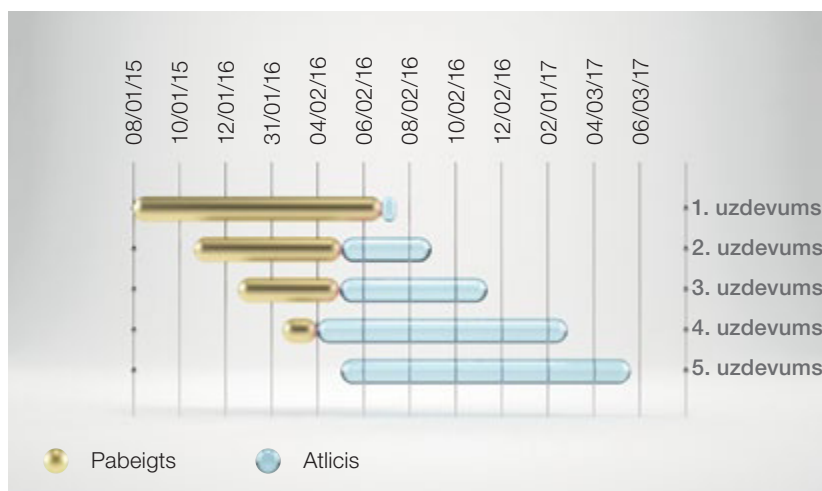 08/01/15
10/01/15
12/01/16
31/01/16
04/02/16
06/02/16
08/02/16
10/02/16
12/02/16
02/01/17
04/03/17
06/03/17
1. uzdevums
2. uzdevums
3. uzdevums
4. uzdevums
5. uzdevums
Pabeigts
Atlicis